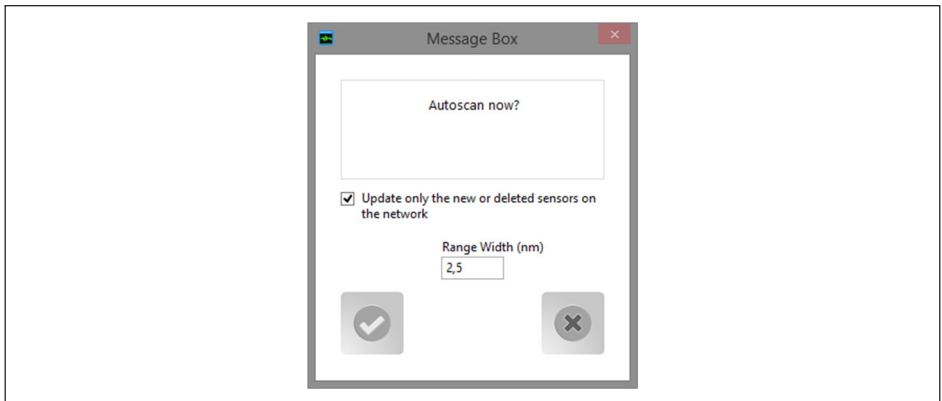 Message Box
Autoscan now?
Update only the new or deleted sensors on
the network
Range Width (nm)
2,5